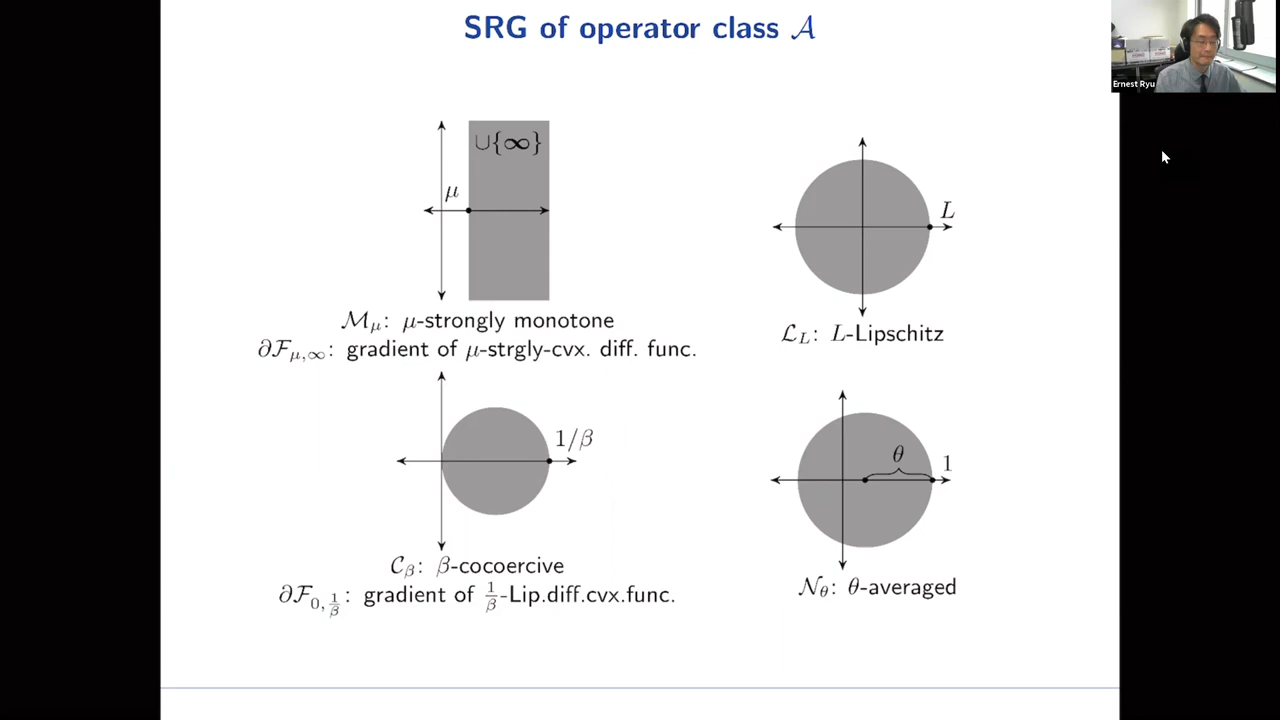 SRG of operator class 𝒜
Ernest Ryu
∪{∞}
μ
L
ℳ_μ: μ-strongly monotone
∂ℱ_{μ,∞}: gradient of μ-strgly-cvx. diff. func.
ℒ_L: L-Lipschitz
1/β
θ
1
𝒞_β: β-cocoercive
∂ℱ_{0,1/β}: gradient of 1/β-Lip.diff.cvx.func.
𝒩_θ: θ-averaged